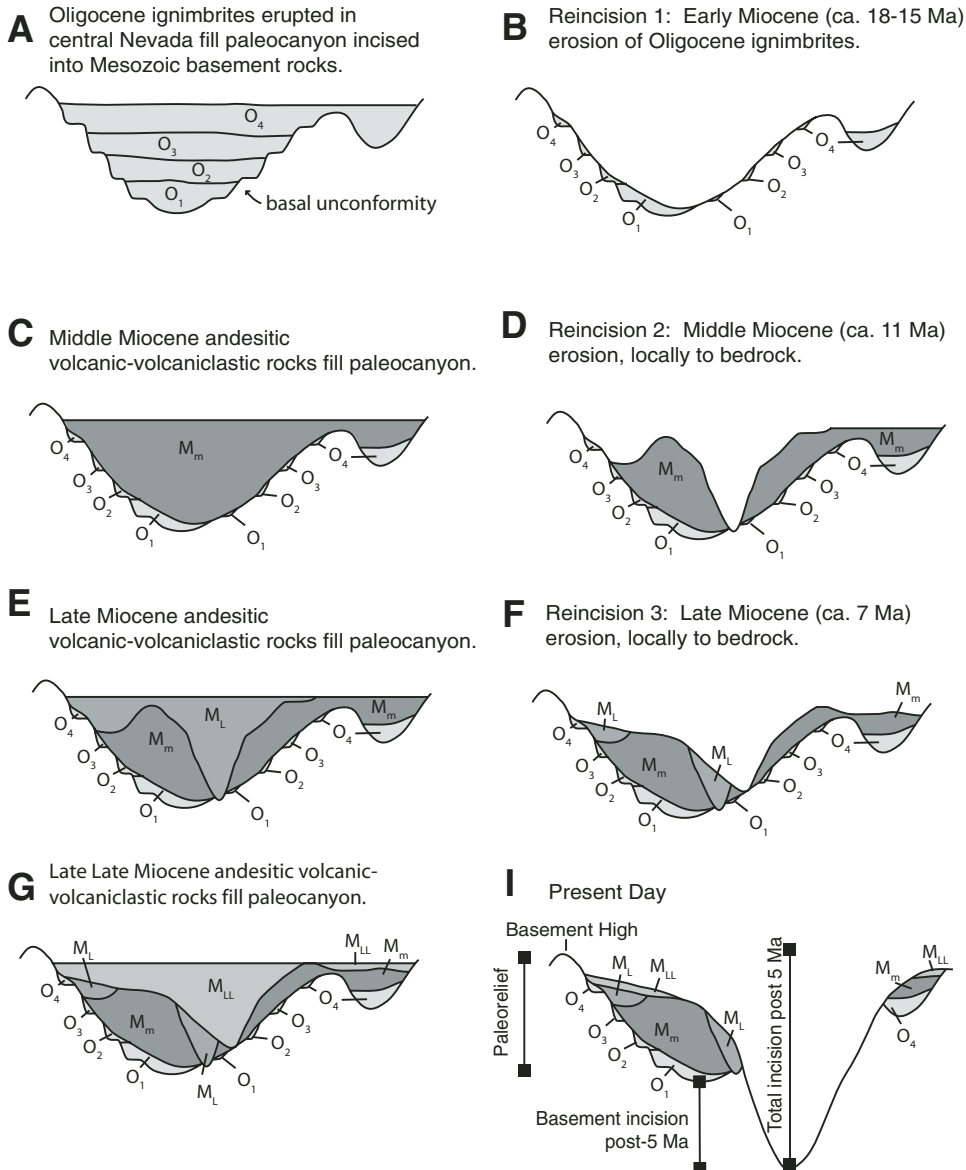 A
Oligocene ignimbrites erupted in
central Nevada fill paleocanyon incised
into Mesozoic basement rocks.
O4
O3
O2
O1
basal unconformity
B
Reincision 1: Early Miocene (ca. 18-15 Ma)
erosion of Oligocene ignimbrites.
O4
O3
O2
O1
O1
O2
O3
O4
C
Middle Miocene andesitic
volcanic-volcaniclastic rocks fill paleocanyon.
Mm
O4
O3
O2
O1
O1
O2
O3
O4
D
Reincision 2: Middle Miocene (ca. 11 Ma)
erosion, locally to bedrock.
Mm
Mm
O4
O3
O2
O1
O1
O2
O3
O4
E
Late Miocene andesitic
volcanic-volcaniclastic rocks fill paleocanyon.
ML
Mm
Mm
O4
O3
O2
O1
O1
O2
O3
O4
F
Reincision 3: Late Miocene (ca. 7 Ma)
erosion, locally to bedrock.
ML
Mm
ML
Mm
O4
O3
O2
O1
O1
O2
O3
O4
G
Late Late Miocene andesitic volcanic-
volcaniclastic rocks fill paleocanyon.
ML
MLL
Mm
MLL
Mm
ML
O4
O3
O2
O1
O1
O2
O3
O4
I
Present Day
Basement High
Paleorelief
ML
MLL
Mm
ML
O4
O3
O2
O1
Basement incision
post-5 Ma
Total incision post 5 Ma
MLL
Mm
O4